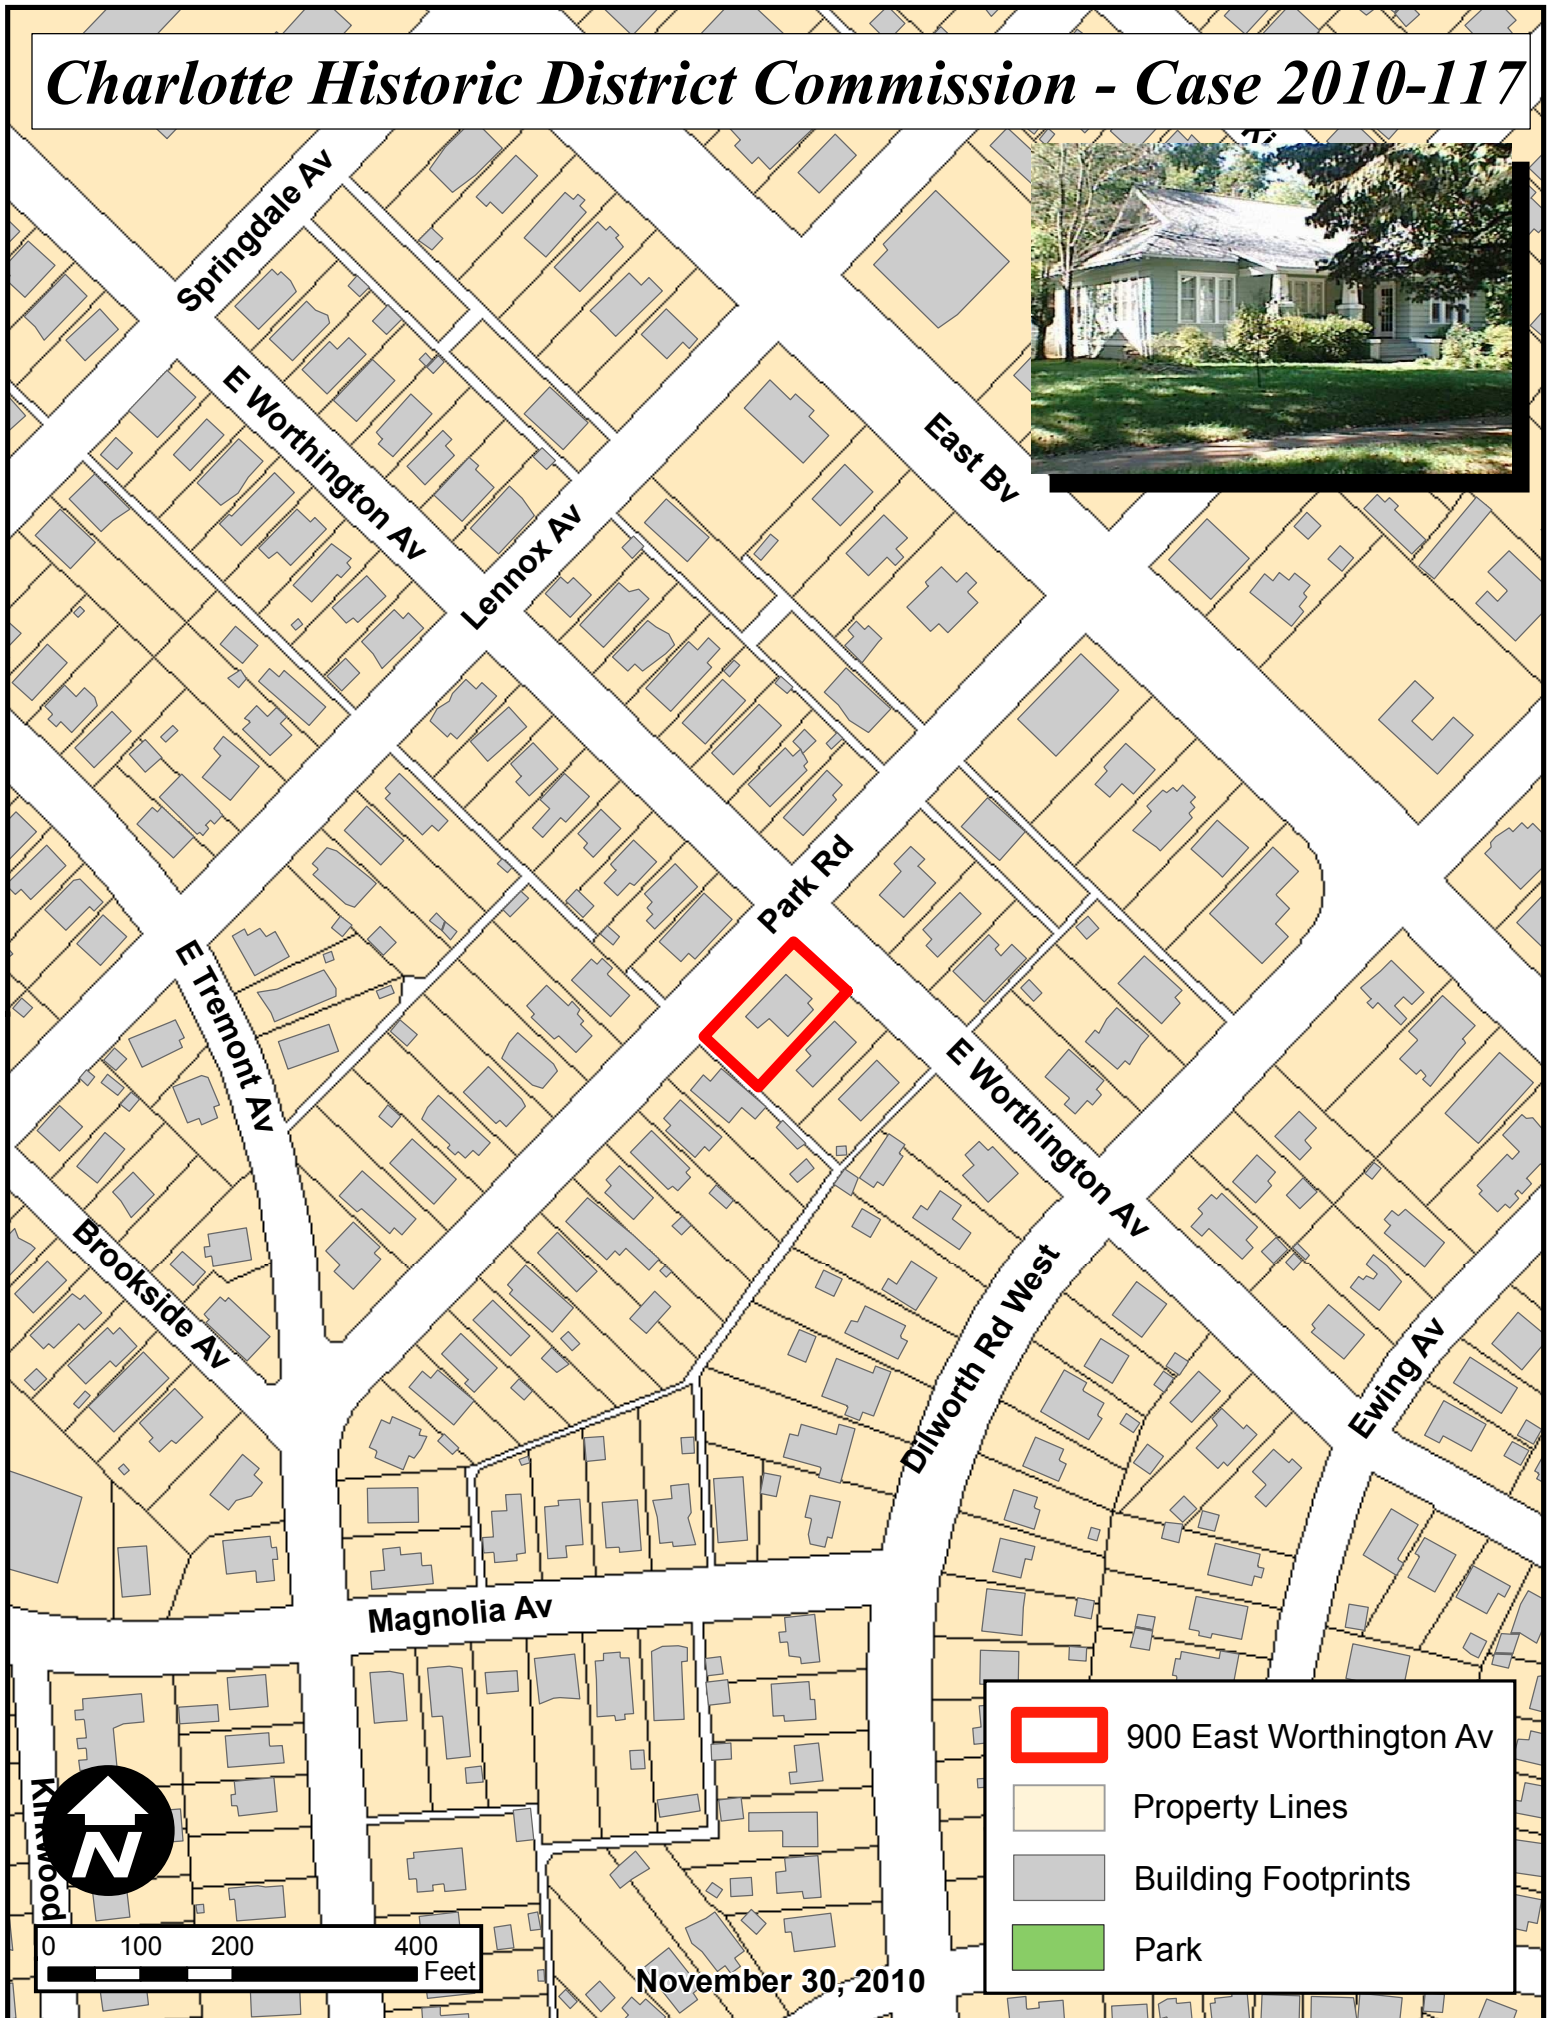 Charlotte Historic District Commission - Case 2010-117
Springdale Av
E Worthington Av
East Bv
Lennox Av
Park Rd
E Tremont Av
E Worthington Av
Brookside Av
Dilworth Rd West
Ewing Av
Magnolia Av
Kirkwood
N
0 100 200 400
Feet
November 30, 2010
900 East Worthington Av
Property Lines
Building Footprints
Park